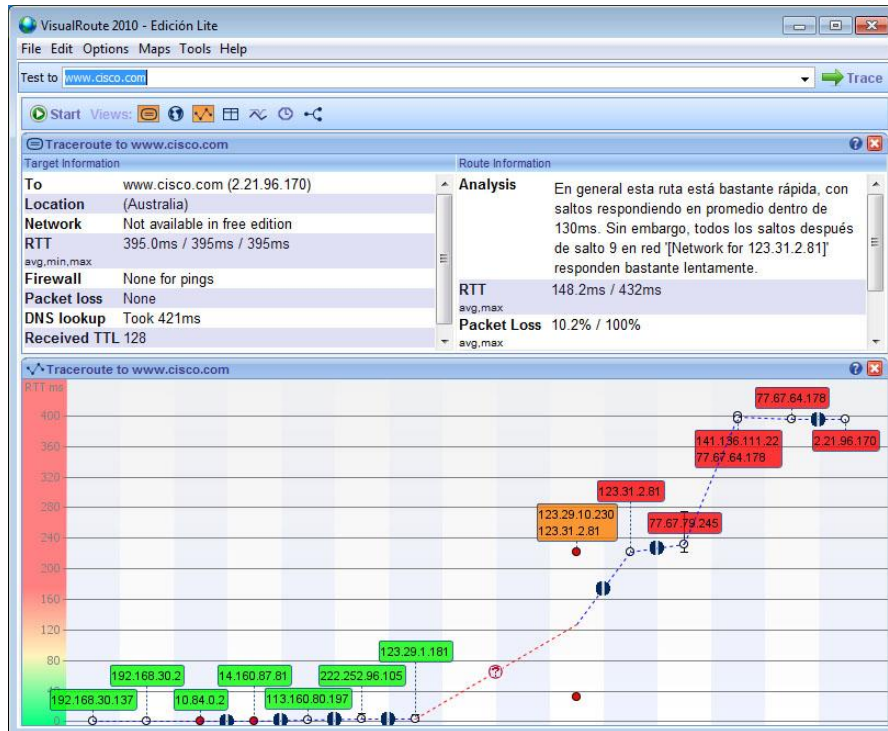 VisualRoute 2010 - Edición Lite
File Edit Options Maps Tools Help
Test to www.cisco.com Trace
Start Views:
Traceroute to www.cisco.com
Target Information
To www.cisco.com (2.21.96.170)
Location (Australia)
Network Not available in free edition
RTT 395.0ms / 395ms / 395ms
avg,min,max
Firewall None for pings
Packet loss None
DNS lookup Took 421ms
Received TTL 128
Route Information
Analysis En general esta ruta está bastante rápida, con
saltos respondiendo en promedio dentro de
130ms. Sin embargo, todos los saltos después
de salto 9 en red '[Network for 123.31.2.81]'
responden bastante lentamente.
RTT 148.2ms / 432ms
avg,max
Packet Loss 10.2% / 100%
avg,max
Traceroute to www.cisco.com
RTT ms
400
360
320
280
240
200
160
120
80
40
0
77.67.64.178
141.136.111.22
77.67.64.178
2.21.96.170
123.31.2.81
123.29.10.230
123.31.2.81
77.67.79.245
123.29.1.181
192.168.30.2
14.160.87.81
222.252.96.105
192.168.30.137
10.84.0.2
113.160.80.197